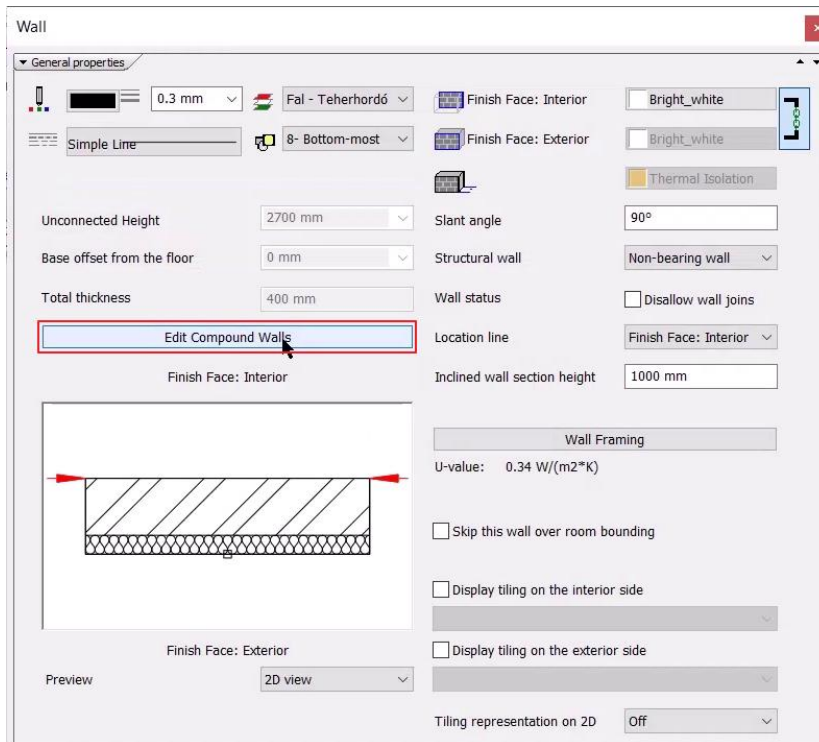 Wall
General properties
0.3 mm
Fal - Teherhordó
Simple Line
8- Bottom-most
Finish Face: Interior
Bright_white
Finish Face: Exterior
Bright_white
Thermal Isolation
Unconnected Height
2700 mm
Slant angle
90°
Base offset from the floor
0 mm
Structural wall
Non-bearing wall
Total thickness
400 mm
Wall status
Disallow wall joins
Edit Compound Walls
Location line
Finish Face: Interior
Finish Face: Interior
Inclined wall section height
1000 mm
Wall Framing
U-value: 0.34 W/(m2*K)
Skip this wall over room bounding
Display tiling on the interior side
Finish Face: Exterior
Display tiling on the exterior side
Preview
2D view
Tiling representation on 2D
Off